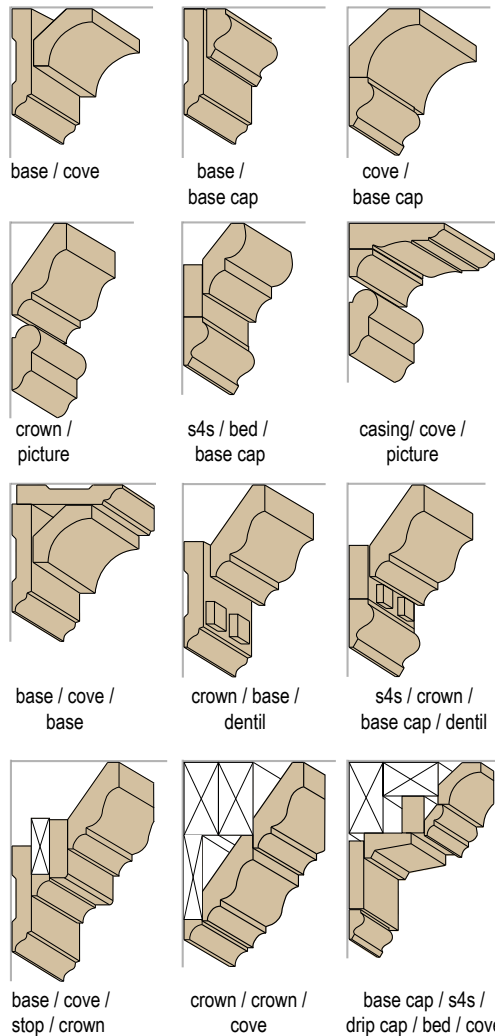 base / cove
base /
base cap
cove /
base cap
crown /
picture
s4s / bed /
base cap
casing/ cove /
picture
base / cove /
base
crown / base /
dentil
s4s / crown /
base cap / dentil
base / cove /
stop / crown
crown / crown /
cove
base cap / s4s /
drip cap / bed / cove